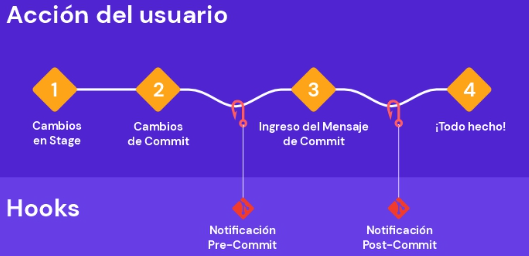 Acción del usuario
1
2
3
4
Cambios
en Stage
Cambios
de Commit
Ingreso del Mensaje
de Commit
¡Todo hecho!
Hooks
Notificación
Pre-Commit
Notificación
Post-Commit